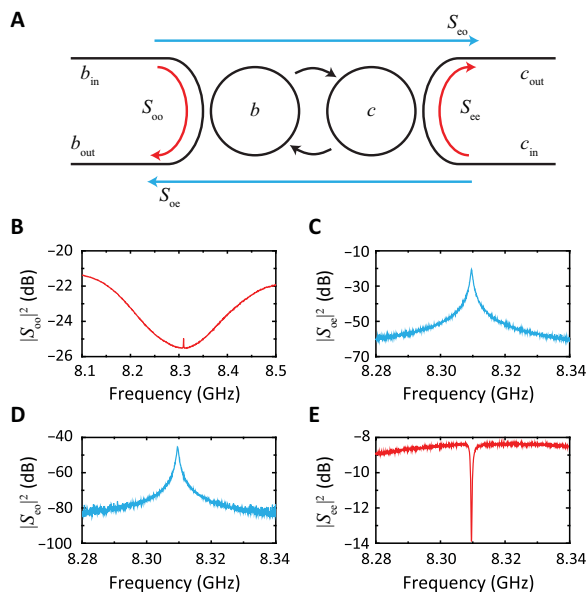 A
S_eo
b_in
c_out
S_oo
b
c
S_ee
b_out
c_in
S_oe
B
−20
−22
−24
−26
8.1
8.2
8.3
8.4
8.5
|S_oo|² (dB)
Frequency (GHz)
C
−10
−30
−50
−70
8.28
8.30
8.32
8.34
|S_oe|² (dB)
Frequency (GHz)
D
−40
−60
−80
−100
8.28
8.30
8.32
8.34
|S_eo|² (dB)
Frequency (GHz)
E
−8
−10
−12
−14
8.28
8.30
8.32
8.34
|S_ee|² (dB)
Frequency (GHz)